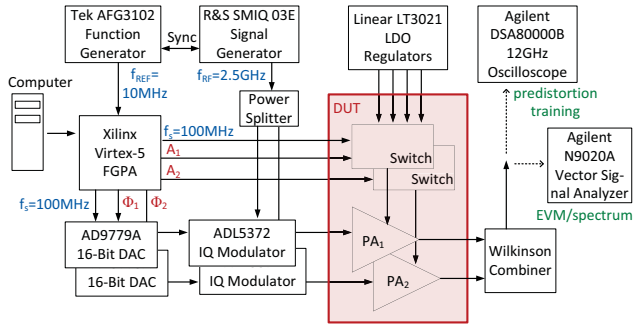 Tek AFG3102
Function
Generator
Sync
R&S SMIQ 03E
Signal
Generator
Linear LT3021
LDO
Regulators
Agilent
DSA80000B
12GHz
Oscilloscope
Computer
fREF=
10MHz
fRF=2.5GHz
Power
Splitter
DUT
predistortion
training
Xilinx
Virtex-5
FGPA
fs=100MHz
A1
A2
Switch
Switch
Agilent
N9020A
Vector Sig-
nal Analyzer
EVM/spectrum
fs=100MHz
Φ1
Φ2
AD9779A
16-Bit DAC
16-Bit DAC
ADL5372
IQ Modulator
IQ Modulator
PA1
PA2
Wilkinson
Combiner